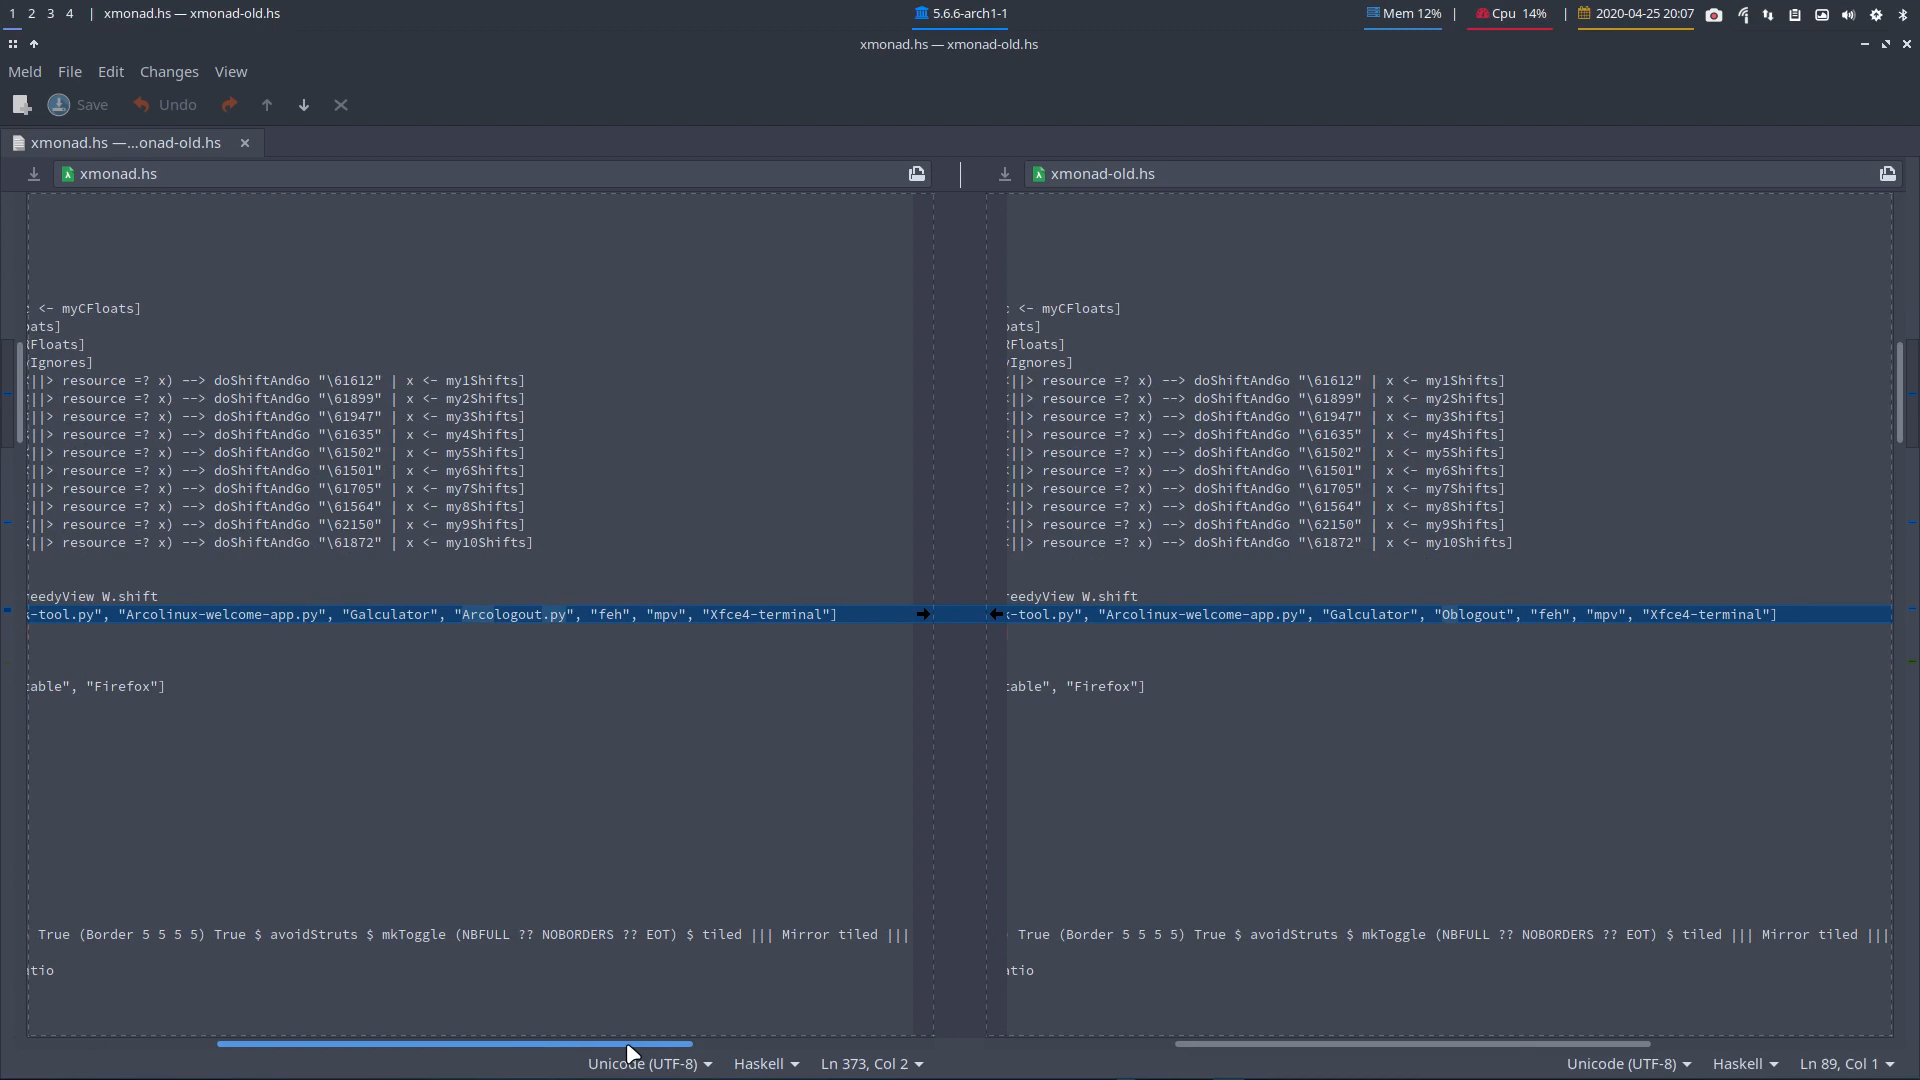 1 2 3 4 | xmonad.hs — xmonad-old.hs 5.6.6-arch1-1 Mem 12% | Cpu 14% | 2020-04-25 20:07
xmonad.hs — xmonad-old.hs
Meld File Edit Changes View
Save Undo
xmonad.hs —...onad-old.hs
xmonad.hs
xmonad-old.hs
<- myCFloats]
oats]
RFloats]
yIgnores]
||> resource =? x) --> doShiftAndGo "\61612" | x <- my1Shifts]
||> resource =? x) --> doShiftAndGo "\61899" | x <- my2Shifts]
||> resource =? x) --> doShiftAndGo "\61947" | x <- my3Shifts]
||> resource =? x) --> doShiftAndGo "\61635" | x <- my4Shifts]
||> resource =? x) --> doShiftAndGo "\61502" | x <- my5Shifts]
||> resource =? x) --> doShiftAndGo "\61501" | x <- my6Shifts]
||> resource =? x) --> doShiftAndGo "\61705" | x <- my7Shifts]
||> resource =? x) --> doShiftAndGo "\61564" | x <- my8Shifts]
||> resource =? x) --> doShiftAndGo "\62150" | x <- my9Shifts]
||> resource =? x) --> doShiftAndGo "\61872" | x <- my10Shifts]
reedyView W.shift
k-tool.py", "Arcolinux-welcome-app.py", "Galculator", "Arcologout.py", "feh", "mpv", "Xfce4-terminal"]
table", "Firefox"]
True (Border 5 5 5 5) True $ avoidStruts $ mkToggle (NBFULL ?? NOBORDERS ?? EOT) $ tiled ||| Mirror tiled |||
atio
<- myCFloats]
oats]
RFloats]
yIgnores]
||> resource =? x) --> doShiftAndGo "\61612" | x <- my1Shifts]
||> resource =? x) --> doShiftAndGo "\61899" | x <- my2Shifts]
||> resource =? x) --> doShiftAndGo "\61947" | x <- my3Shifts]
||> resource =? x) --> doShiftAndGo "\61635" | x <- my4Shifts]
||> resource =? x) --> doShiftAndGo "\61502" | x <- my5Shifts]
||> resource =? x) --> doShiftAndGo "\61501" | x <- my6Shifts]
||> resource =? x) --> doShiftAndGo "\61705" | x <- my7Shifts]
||> resource =? x) --> doShiftAndGo "\61564" | x <- my8Shifts]
||> resource =? x) --> doShiftAndGo "\62150" | x <- my9Shifts]
||> resource =? x) --> doShiftAndGo "\61872" | x <- my10Shifts]
reedyView W.shift
k-tool.py", "Arcolinux-welcome-app.py", "Galculator", "Oblogout", "feh", "mpv", "Xfce4-terminal"]
table", "Firefox"]
True (Border 5 5 5 5) True $ avoidStruts $ mkToggle (NBFULL ?? NOBORDERS ?? EOT) $ tiled ||| Mirror tiled |||
atio
Unicode (UTF-8) Haskell Ln 373, Col 2
Unicode (UTF-8) Haskell Ln 89, Col 1